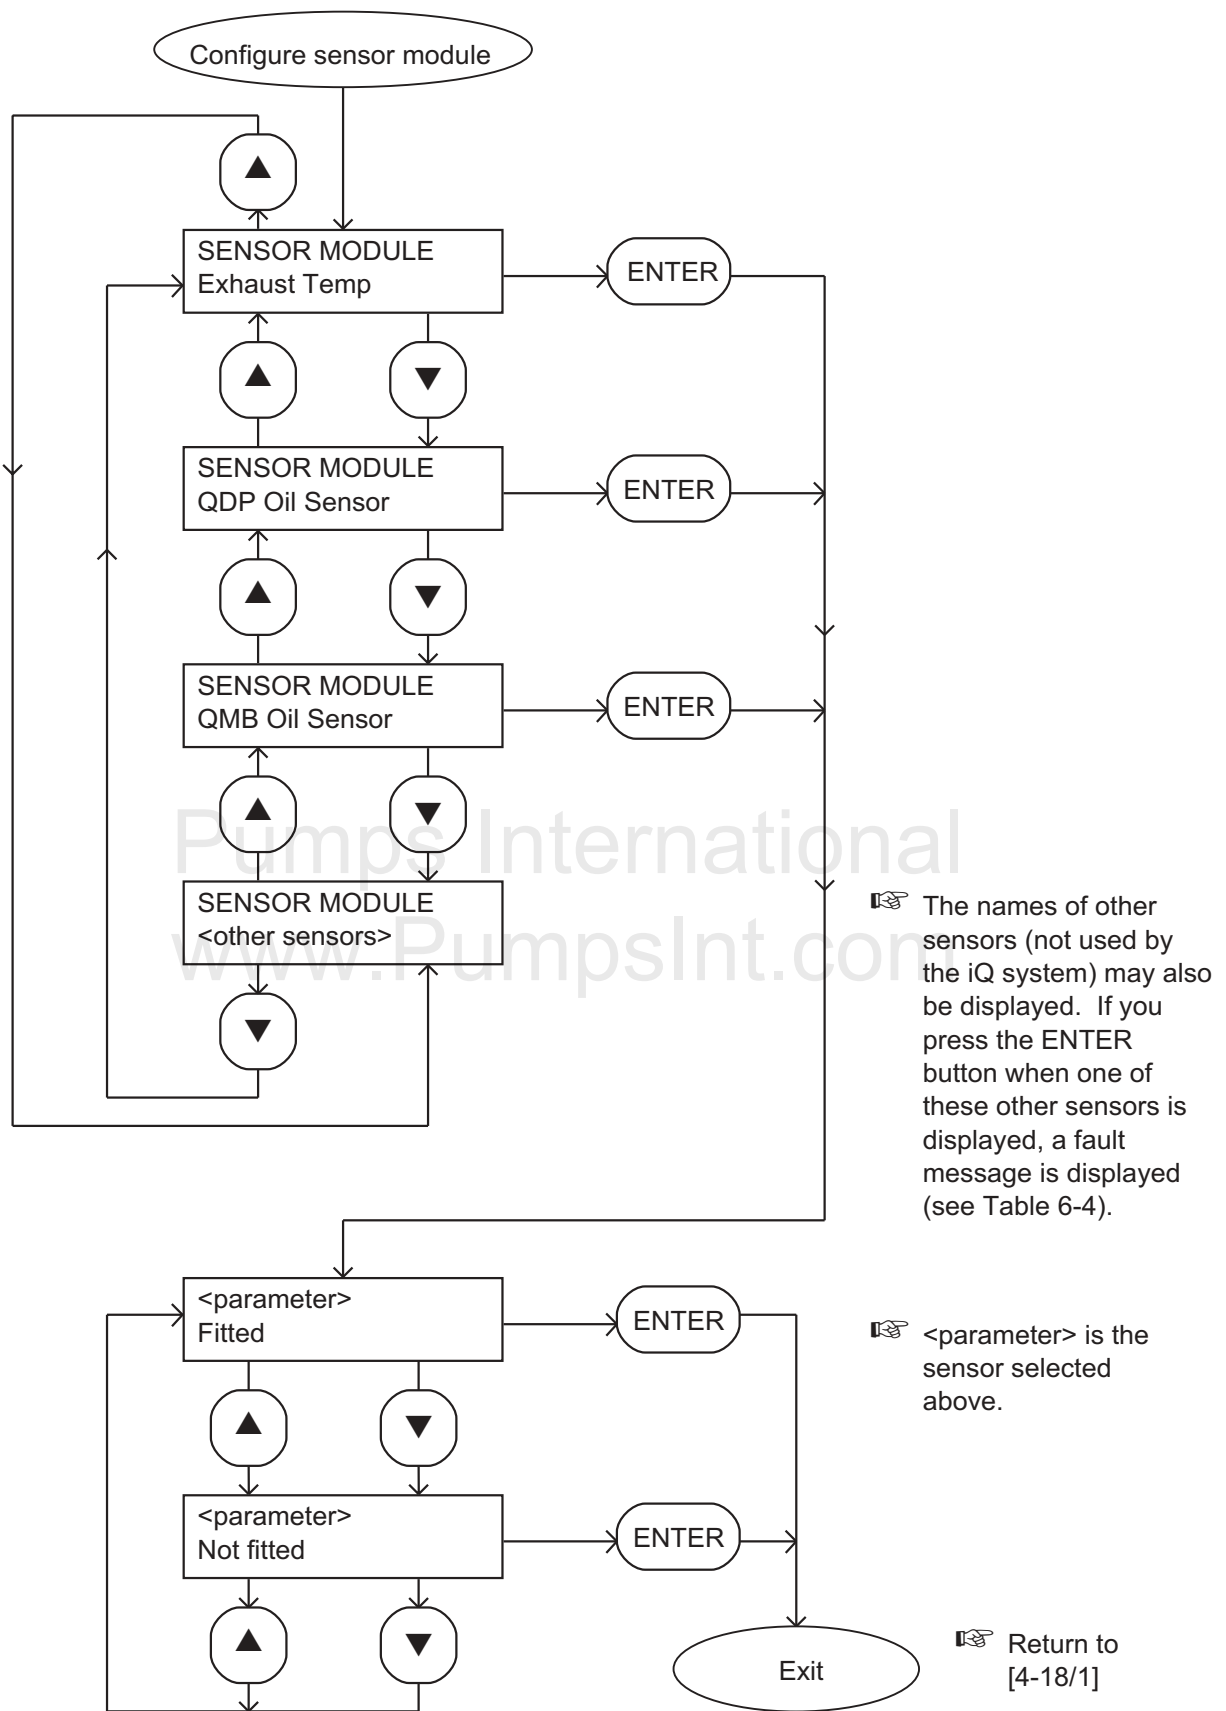 Configure sensor module
▲
SENSOR MODULE
Exhaust Temp
ENTER
▲
▼
SENSOR MODULE
QDP Oil Sensor
ENTER
▲
▼
SENSOR MODULE
QMB Oil Sensor
ENTER
▲
▼
Pumps International
SENSOR MODULE
<other sensors>
www.PumpsInt.com
▼
☞ The names of other
sensors (not used by
the iQ system) may also
be displayed. If you
press the ENTER
button when one of
these other sensors is
displayed, a fault
message is displayed
(see Table 6-4).
<parameter>
Fitted
ENTER
☞ <parameter> is the
sensor selected
above.
▲
▼
<parameter>
Not fitted
ENTER
▲
▼
Exit
☞ Return to
[4-18/1]